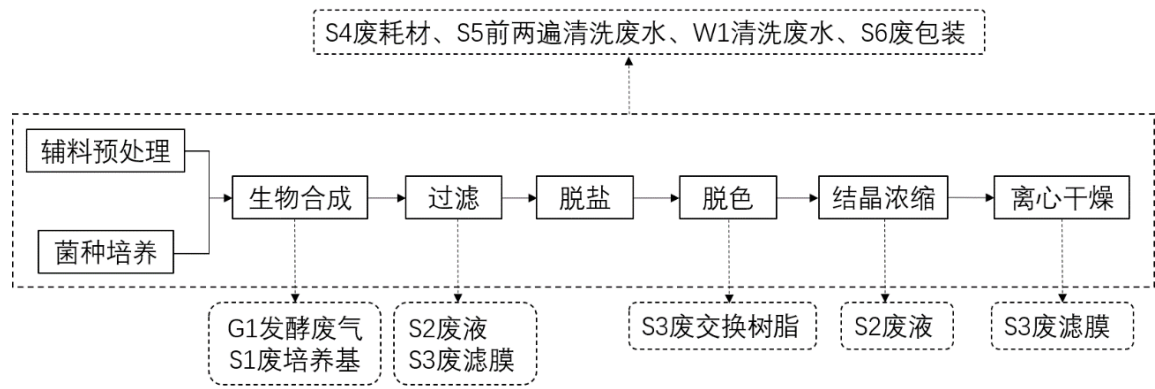 S4废耗材、S5前两遍清洗废水、W1清洗废水、S6废包装
辅料预处理
菌种培养
生物合成
过滤
脱盐
脱色
结晶浓缩
离心干燥
G1发酵废气
S1废培养基
S2废液
S3废滤膜
S3废交换树脂
S2废液
S3废滤膜